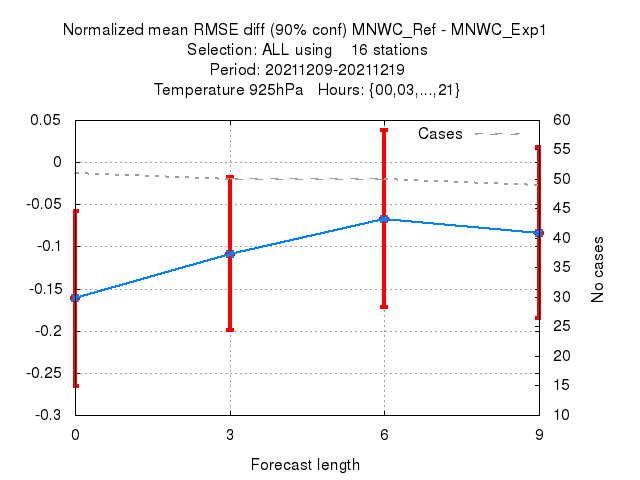 Normalized mean RMSE diff (90% conf) MNWC_Ref - MNWC_Exp1
Selection: ALL using 16 stations
Period: 20211209-20211219
Temperature 925hPa Hours: {00,03,...,21}
Cases
0.05
0
-0.05
-0.1
-0.15
-0.2
-0.25
-0.3
60
55
50
45
40
35
30
25
20
15
10
No cases
0 3 6 9
Forecast length